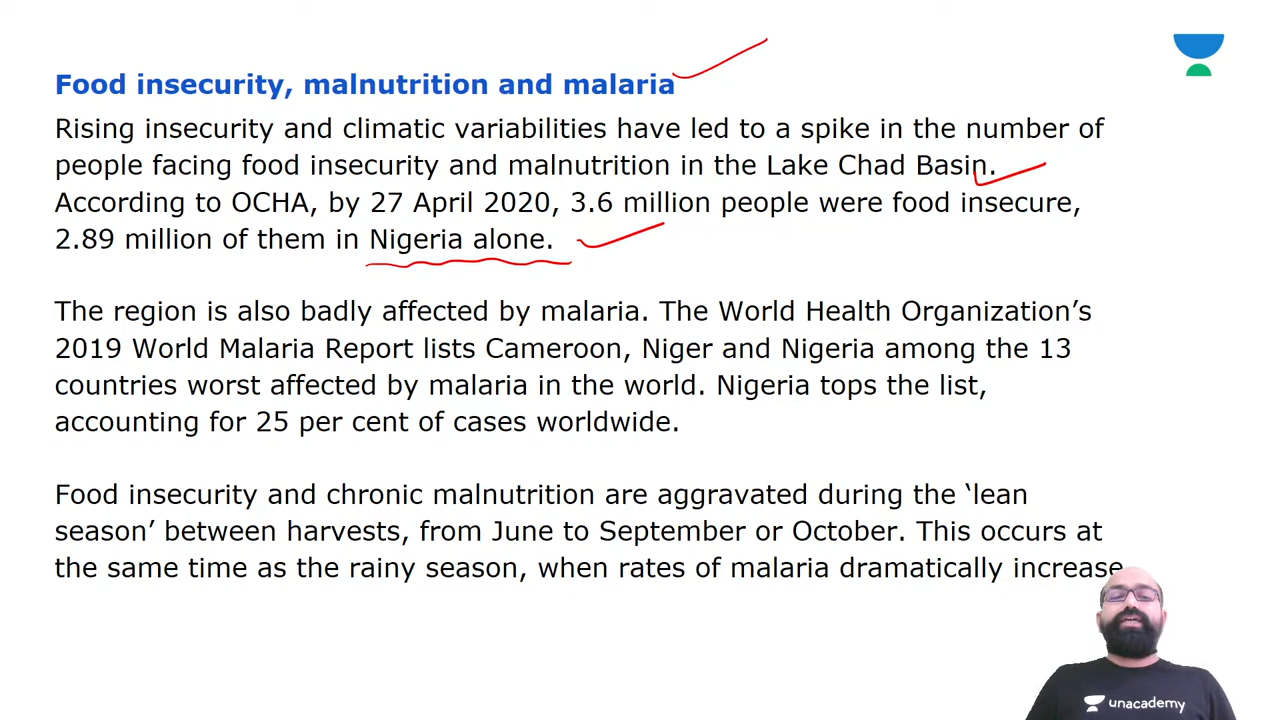 Food insecurity, malnutrition and malaria
Rising insecurity and climatic variabilities have led to a spike in the number of
people facing food insecurity and malnutrition in the Lake Chad Basin.
According to OCHA, by 27 April 2020, 3.6 million people were food insecure,
2.89 million of them in Nigeria alone.
The region is also badly affected by malaria. The World Health Organization’s
2019 World Malaria Report lists Cameroon, Niger and Nigeria among the 13
countries worst affected by malaria in the world. Nigeria tops the list,
accounting for 25 per cent of cases worldwide.
Food insecurity and chronic malnutrition are aggravated during the ‘lean
season’ between harvests, from June to September or October. This occurs at
the same time as the rainy season, when rates of malaria dramatically increase
unacademy